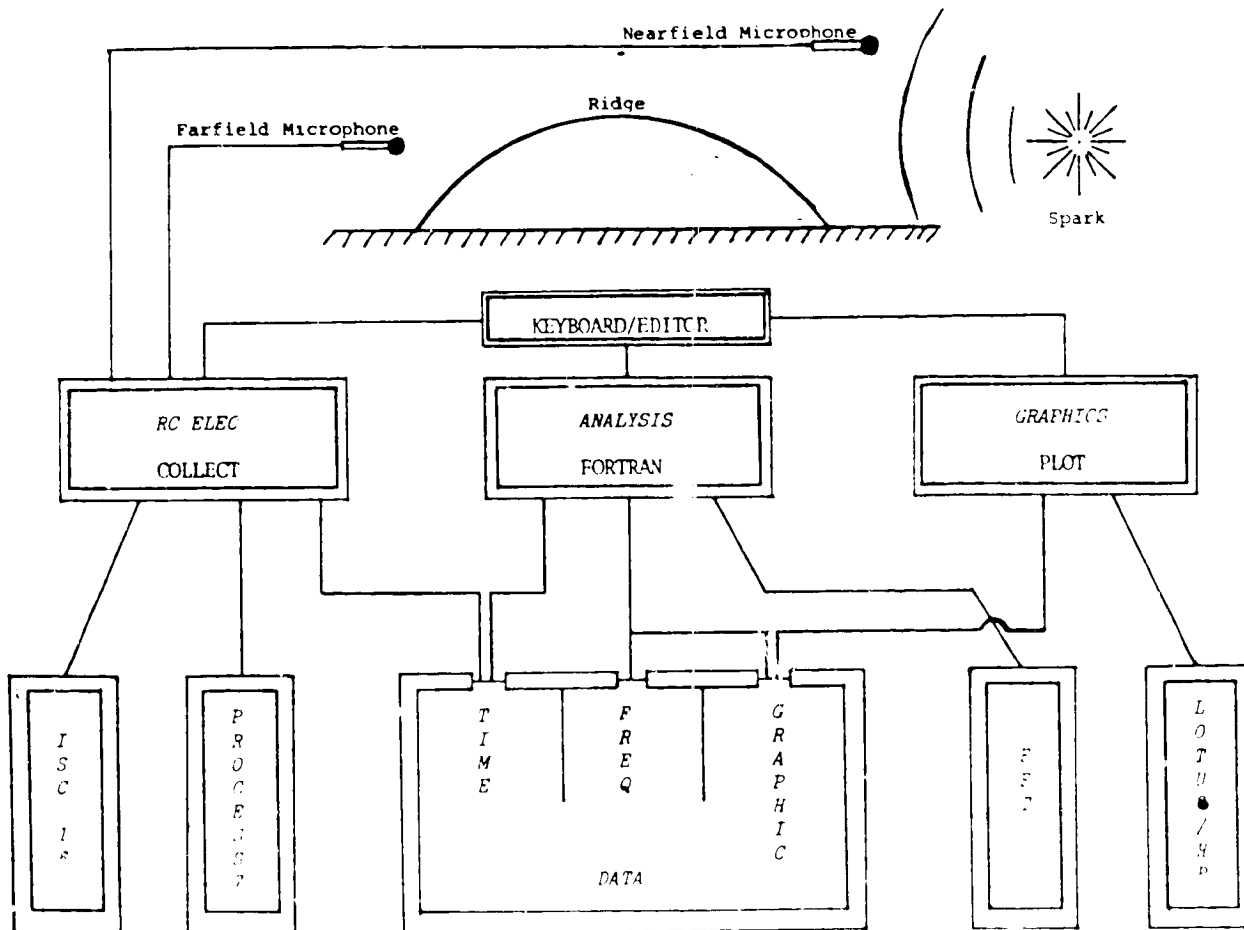 Nearfield Microphone
Ridge
Farfield Microphone
Spark
KEYBOARD/EDITOR
RC ELEC
COLLECT
ANALYSIS
FORTRAN
GRAPHICS
PLOT
ISC
TIME
FREQ
GRAPHIC
DATA